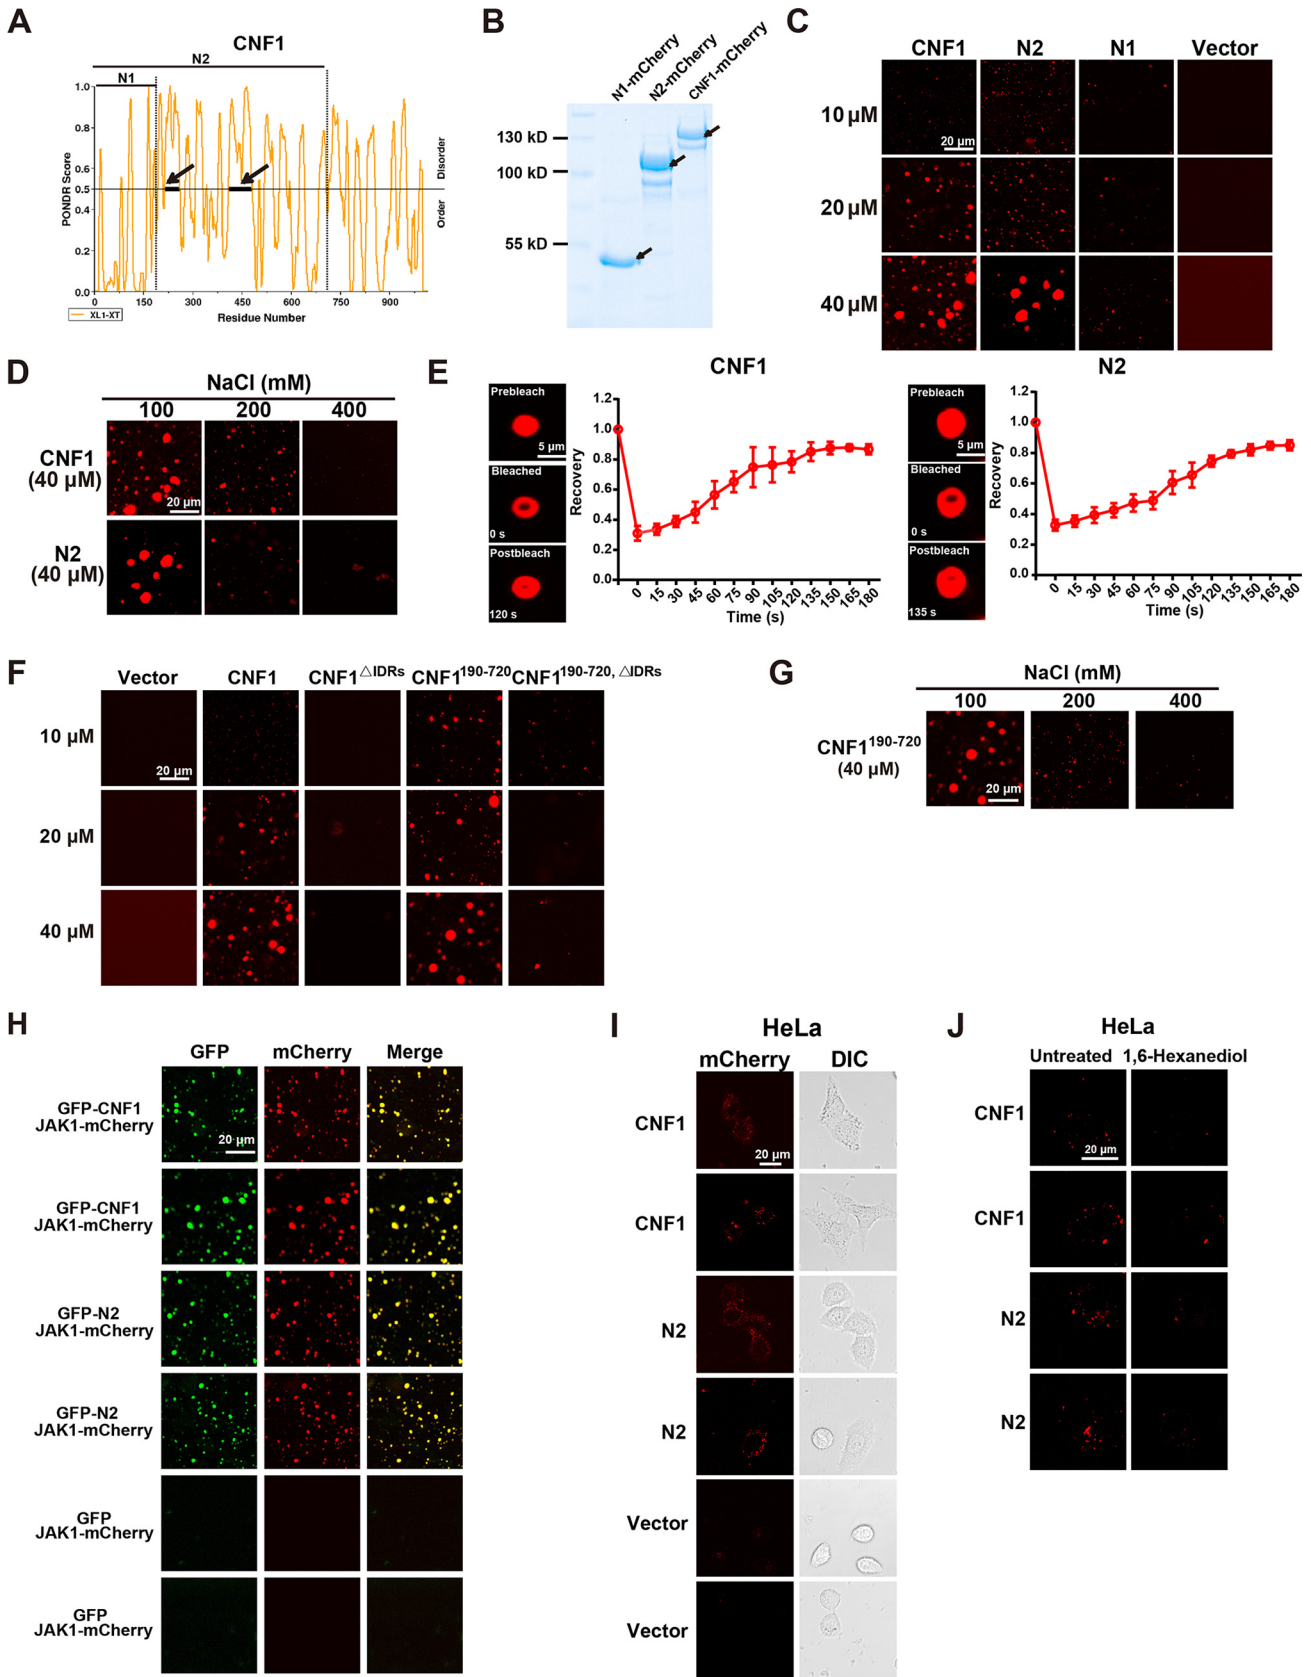 A
CNF1
N2
N1
1.0
0.8
0.6
0.5
0.4
0.2
0.0
PONDR Score
Disorder
Order
0 150 300 450 600 750 900
XL1-XT
Residue Number
B
N1-mCherry
N2-mCherry
CNF1-mCherry
130 kD
100 kD
55 kD
C
CNF1 N2 N1 Vector
10 μM
20 μm
20 μM
40 μM
D
NaCl (mM)
100 200 400
CNF1
(40 μM)
20 μm
N2
(40 μM)
E
CNF1
Prebleach
5 μm
Bleached
0 s
Postbleach
120 s
Recovery
1.2
1.0
0.8
0.6
0.4
0.2
0.0
0 15 30 45 60 75 90 105 120 135 150 165 180
Time (s)
N2
Prebleach
5 μm
Bleached
0 s
Postbleach
135 s
Recovery
1.2
1.0
0.8
0.6
0.4
0.2
0.0
0 15 30 45 60 75 90 105 120 135 150 165 180
Time (s)
F
Vector CNF1 CNF1△IDRs CNF1190-720 CNF1190-720, △IDRs
10 μM
20 μm
20 μM
40 μM
G
NaCl (mM)
100 200 400
CNF1190-720
(40 μM)
20 μm
H
GFP mCherry Merge
GFP-CNF1
JAK1-mCherry
20 μm
GFP-CNF1
JAK1-mCherry
GFP-N2
JAK1-mCherry
GFP-N2
JAK1-mCherry
GFP
JAK1-mCherry
GFP
JAK1-mCherry
I
HeLa
mCherry DIC
CNF1
20 μm
CNF1
N2
N2
Vector
Vector
J
HeLa
Untreated 1,6-Hexanediol
CNF1
20 μm
CNF1
N2
N2